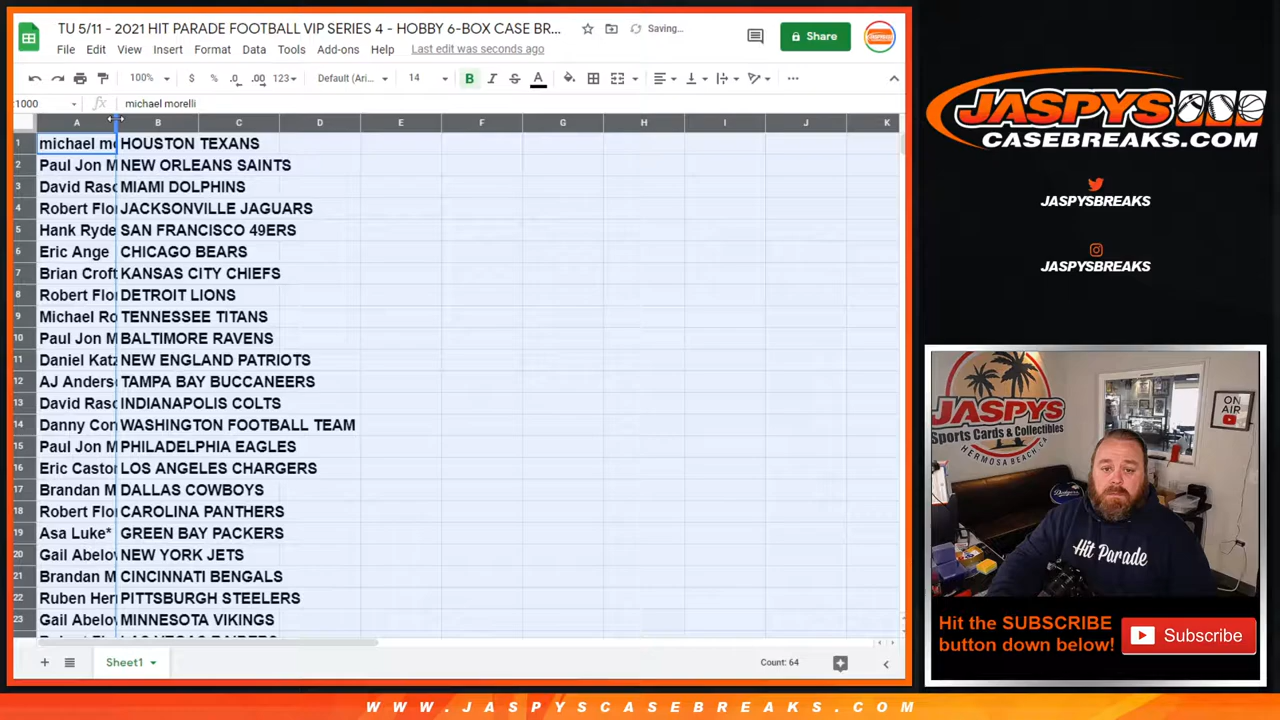 TU 5/11 - 2021 HIT PARADE FOOTBALL VIP SERIES 4 - HOBBY 6-BOX CASE BR...
Saving...
Share
File Edit View Insert Format Data Tools Add-ons Help Last edit was seconds ago
100% $ % .0 .00 123 Default (Ari... 14 B I S A
1000 fx michael morelli
A B C D E F G H I J K
1 michael mo HOUSTON TEXANS
2 Paul Jon M NEW ORLEANS SAINTS
3 David Rasc MIAMI DOLPHINS
4 Robert Flo JACKSONVILLE JAGUARS
5 Hank Ryde SAN FRANCISCO 49ERS
6 Eric Ange CHICAGO BEARS
7 Brian Croft KANSAS CITY CHIEFS
8 Robert Flo DETROIT LIONS
9 Michael Ro TENNESSEE TITANS
10 Paul Jon M BALTIMORE RAVENS
11 Daniel Katz NEW ENGLAND PATRIOTS
12 AJ Anders TAMPA BAY BUCCANEERS
13 David Rasc INDIANAPOLIS COLTS
14 Danny Con WASHINGTON FOOTBALL TEAM
15 Paul Jon M PHILADELPHIA EAGLES
16 Eric Castor LOS ANGELES CHARGERS
17 Brandan M DALLAS COWBOYS
18 Robert Flo CAROLINA PANTHERS
19 Asa Luke* GREEN BAY PACKERS
20 Gail Abelov NEW YORK JETS
21 Brandan M CINCINNATI BENGALS
22 Ruben Her PITTSBURGH STEELERS
23 Gail Abelov MINNESOTA VIKINGS
Sheet1
Count: 64
JASPYS
CASEBREAKS.COM
JASPYSBREAKS
JASPYSBREAKS
JASPYS
Sports Cards & Collectibles
HERMOSA BEACH, CA
ON
AIR
Dodgers
Hit Parade
Hit the SUBSCRIBE
button down below!
Subscribe
WWW.JASPYSCASEBREAKS.COM